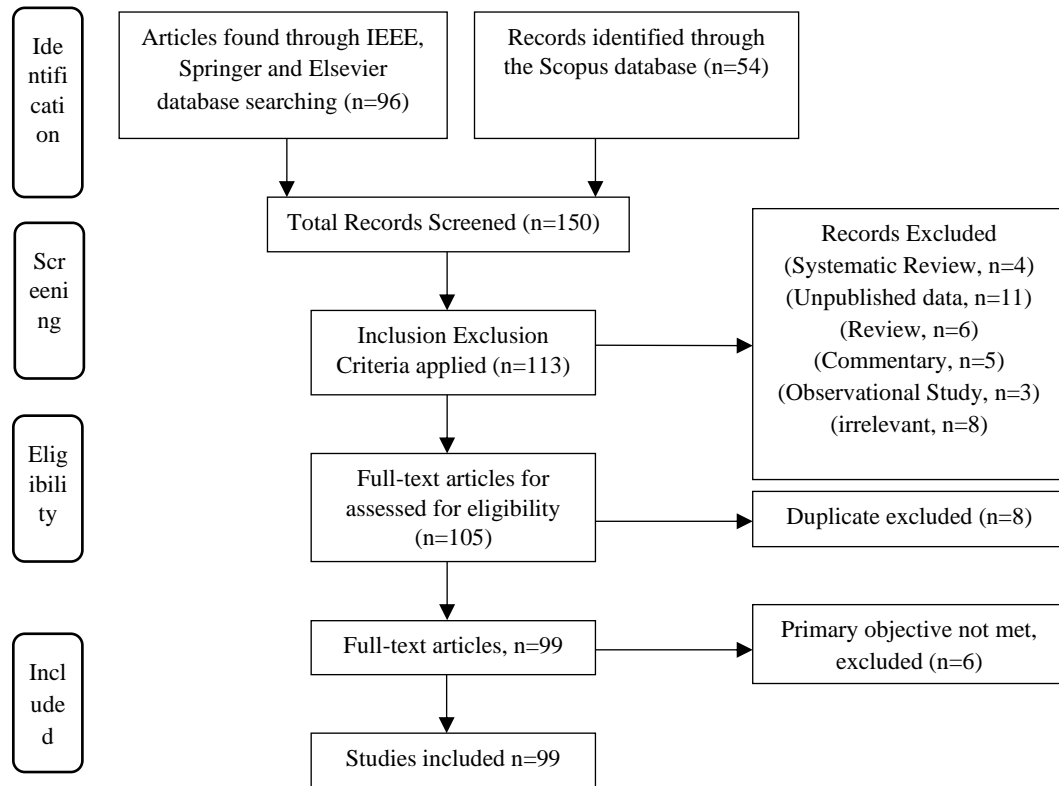 Ide
ntifi
cati
on
Articles found through IEEE,
Springer and Elsevier
database searching (n=96)
Records identified through
the Scopus database (n=54)
Total Records Screened (n=150)
Scr
eeni
ng
Records Excluded
(Systematic Review, n=4)
(Unpublished data, n=11)
(Review, n=6)
(Commentary, n=5)
(Observational Study, n=3)
(irrelevant, n=8)
Inclusion Exclusion
Criteria applied (n=113)
Elig
ibili
ty
Full-text articles for
assessed for eligibility
(n=105)
Duplicate excluded (n=8)
Incl
ude
d
Full-text articles, n=99
Primary objective not met,
excluded (n=6)
Studies included n=99